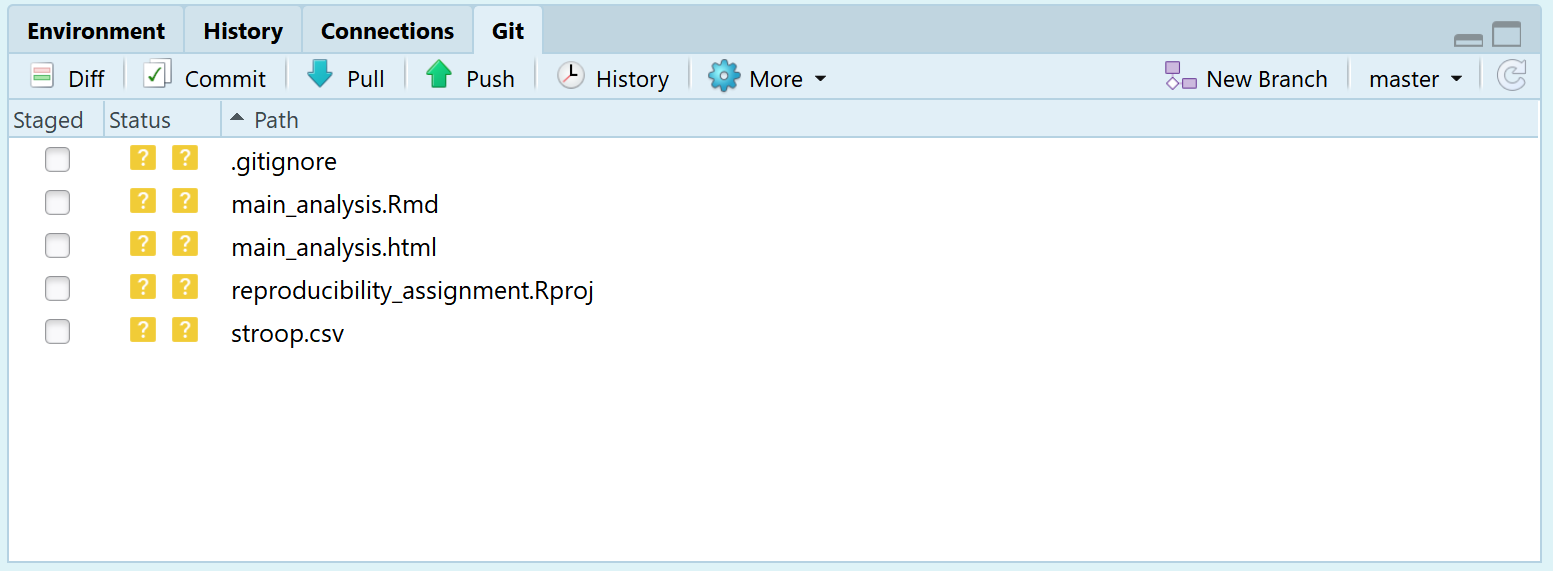 Environment History Connections Git
Diff Commit Pull Push History More New Branch master
Staged Status Path
? ? .gitignore
? ? main_analysis.Rmd
? ? main_analysis.html
? ? reproducibility_assignment.Rproj
? ? stroop.csv